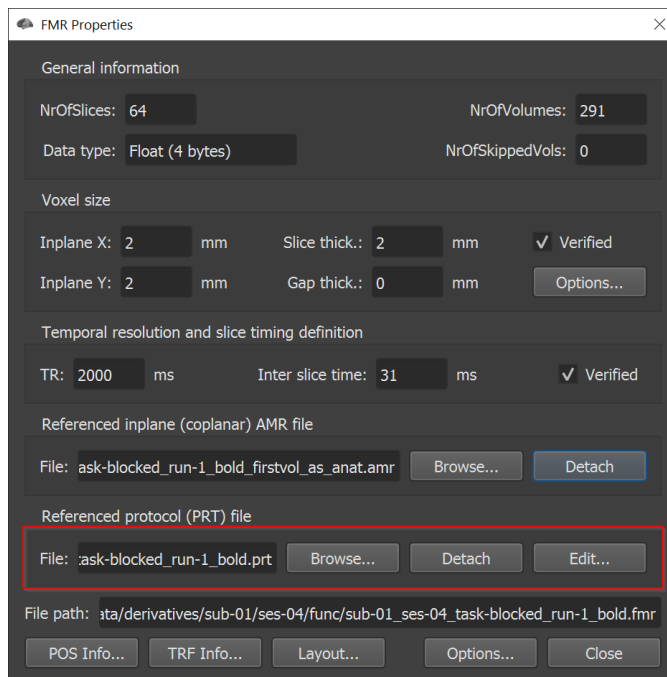 FMR Properties
General information
NrOfSlices: 64 NrOfVolumes: 291
Data type: Float (4 bytes) NrOfSkippedVols: 0
Voxel size
Inplane X: 2 mm Slice thick.: 2 mm Verified
Inplane Y: 2 mm Gap thick.: 0 mm Options...
Temporal resolution and slice timing definition
TR: 2000 ms Inter slice time: 31 ms Verified
Referenced inplane (coplanar) AMR file
File: ask-blocked_run-1_bold_firstvol_as_anat.amr Browse... Detach
Referenced protocol (PRT) file
File: task-blocked_run-1_bold.prt Browse... Detach Edit...
File path: ata/derivatives/sub-01/ses-04/func/sub-01_ses-04_task-blocked_run-1_bold.fmr
POS Info... TRF Info... Layout... Options... Close